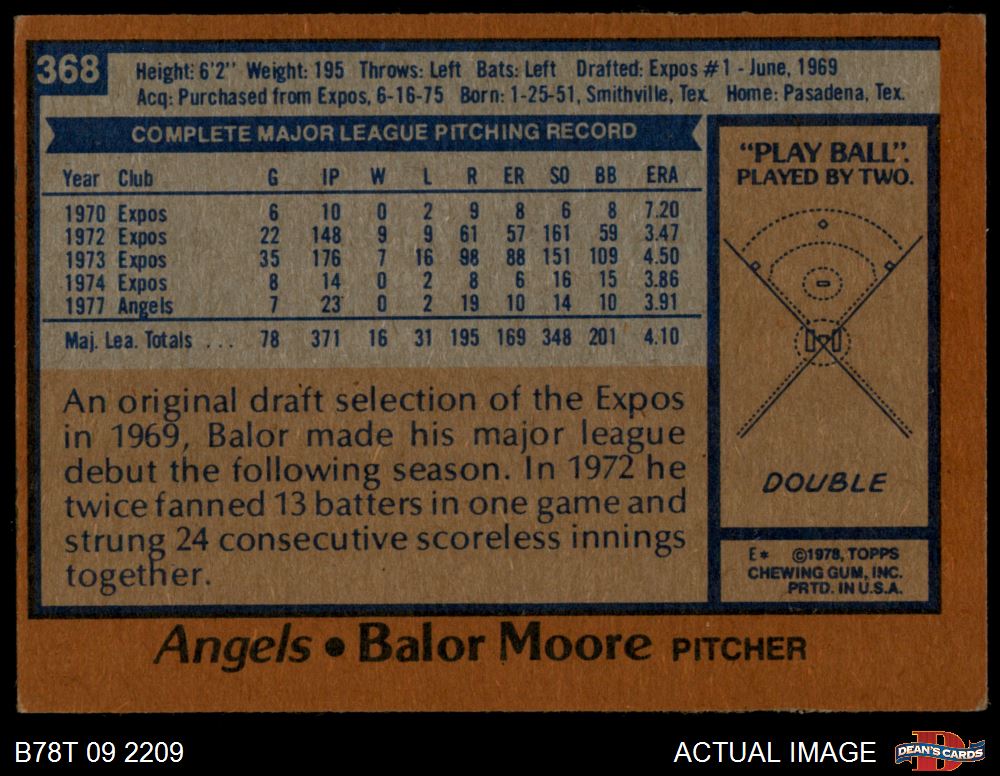 368
Height: 6'2" Weight: 195 Throws: Left Bats: Left Drafted: Expos #1 - June, 1969
Acq: Purchased from Expos, 6-16-75 Born: 1-25-51, Smithville, Tex. Home: Pasadena, Tex.
COMPLETE MAJOR LEAGUE PITCHING RECORD
Year Club G IP W L R ER SO BB ERA
1970 Expos 6 10 0 2 9 8 6 8 7.20
1972 Expos 22 148 9 9 61 57 161 59 3.47
1973 Expos 35 176 7 16 98 88 151 109 4.50
1974 Expos 8 14 0 2 8 6 16 15 3.86
1977 Angels 7 23 0 2 19 10 14 10 3.91
Maj. Lea. Totals ... 78 371 16 31 195 169 348 201 4.10
An original draft selection of the Expos
in 1969, Balor made his major league
debut the following season. In 1972 he
twice fanned 13 batters in one game and
strung 24 consecutive scoreless innings
together.
"PLAY BALL".
PLAYED BY TWO.
DOUBLE
E* ©1978, TOPPS
CHEWING GUM, INC.
PRTD. IN U.S.A.
Angels • Balor Moore PITCHER
B78T 09 2209
ACTUAL IMAGE
D
DEAN'S CARDS